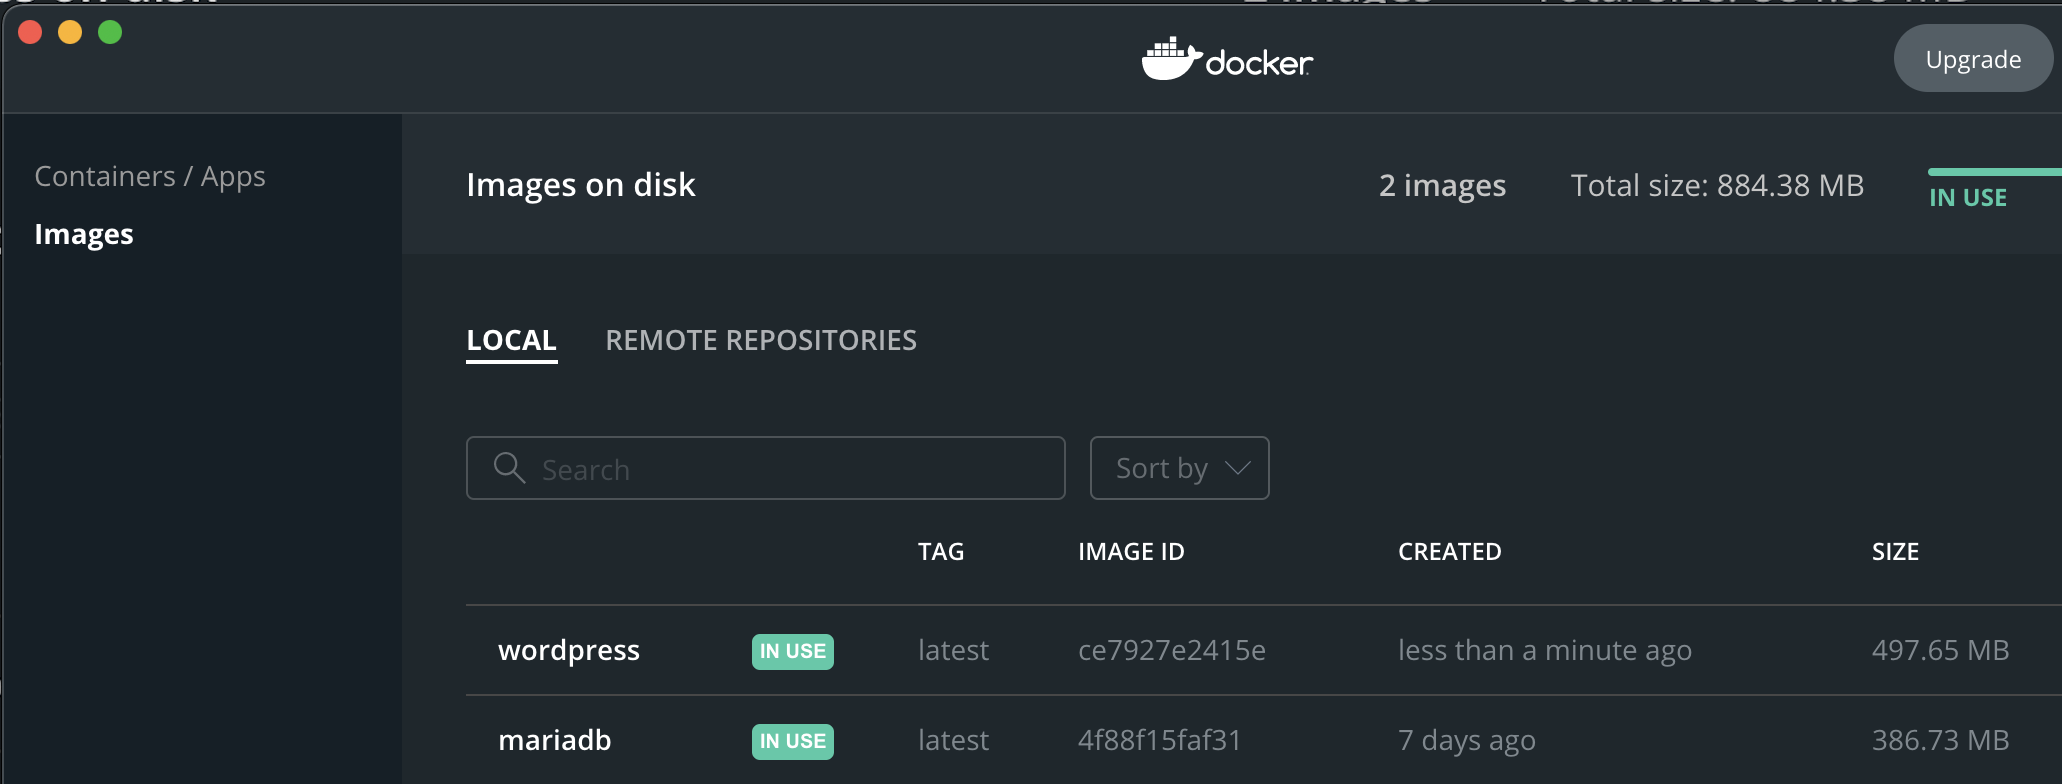 docker
Upgrade
Containers / Apps
Images
Images on disk
2 images
Total size: 884.38 MB
IN USE
LOCAL
REMOTE REPOSITORIES
Search
Sort by
TAG
IMAGE ID
CREATED
SIZE
wordpress
IN USE
latest
ce7927e2415e
less than a minute ago
497.65 MB
mariadb
IN USE
latest
4f88f15faf31
7 days ago
386.73 MB